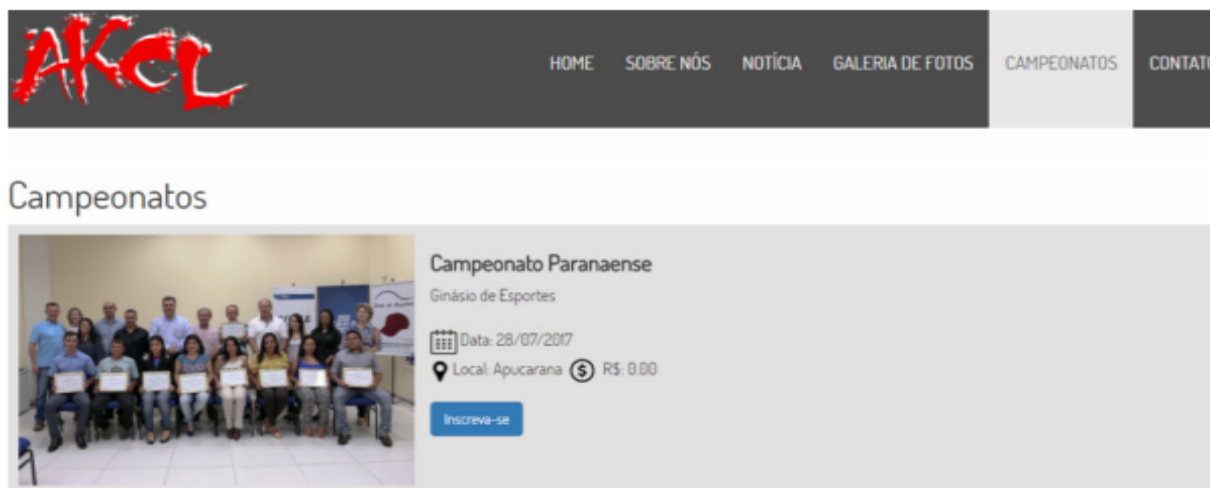 AKCL
HOME SOBRE NÓS NOTÍCIA GALERIA DE FOTOS CAMPEONATOS CONTATO
Campeonatos
Campeonato Paranaense
Ginásio de Esportes
Data: 28/07/2017
Local: Apucarana R$: 0.00
Inscreva-se